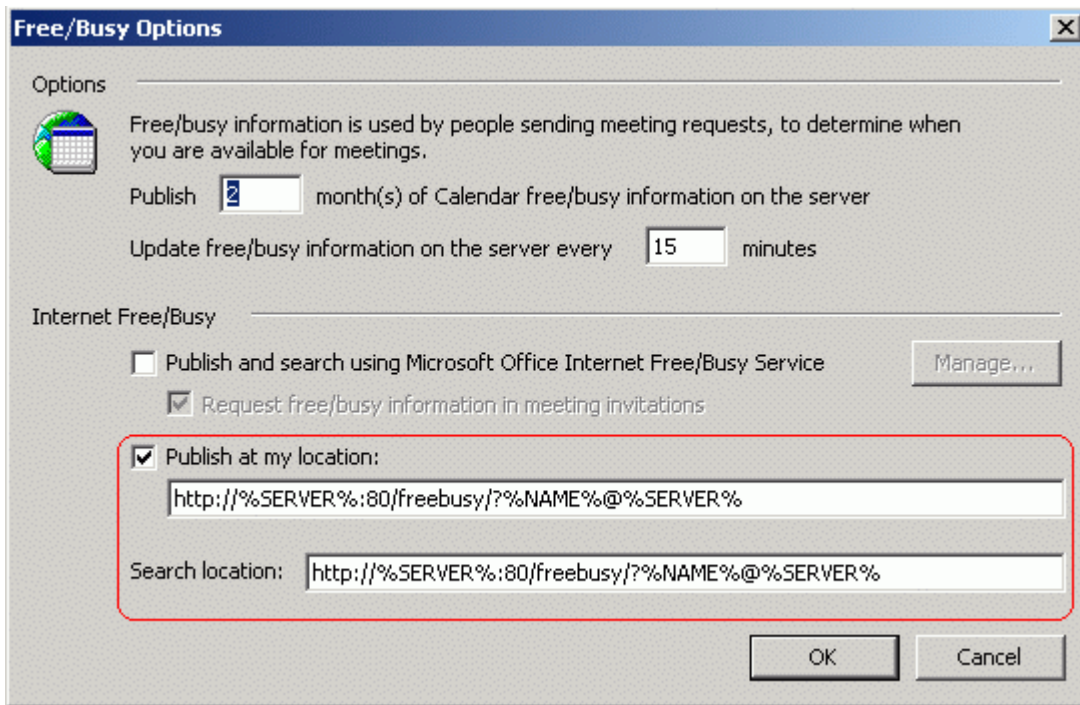 Free/Busy Options
Options
Free/busy information is used by people sending meeting requests, to determine when
you are available for meetings.
Publish 2 month(s) of Calendar free/busy information on the server
Update free/busy information on the server every 15 minutes
Internet Free/Busy
Publish and search using Microsoft Office Internet Free/Busy Service Manage...
Request free/busy information in meeting invitations
Publish at my location:
http://%SERVER%:80/freebusy/?%NAME%@%SERVER%
Search location: http://%SERVER%:80/freebusy/?%NAME%@%SERVER%
OK Cancel